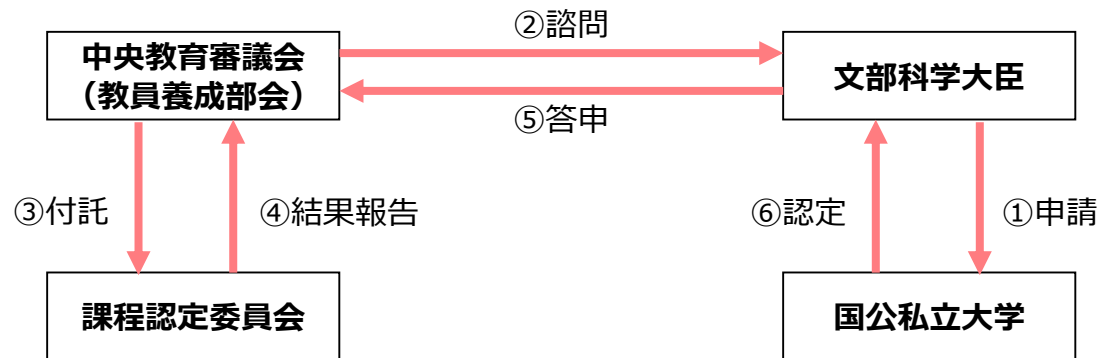 ②諮問
中央教育審議会
（教員養成部会）
文部科学大臣
⑤答申
③付託
④結果報告
⑥認定
①申請
課程認定委員会
国公私立大学